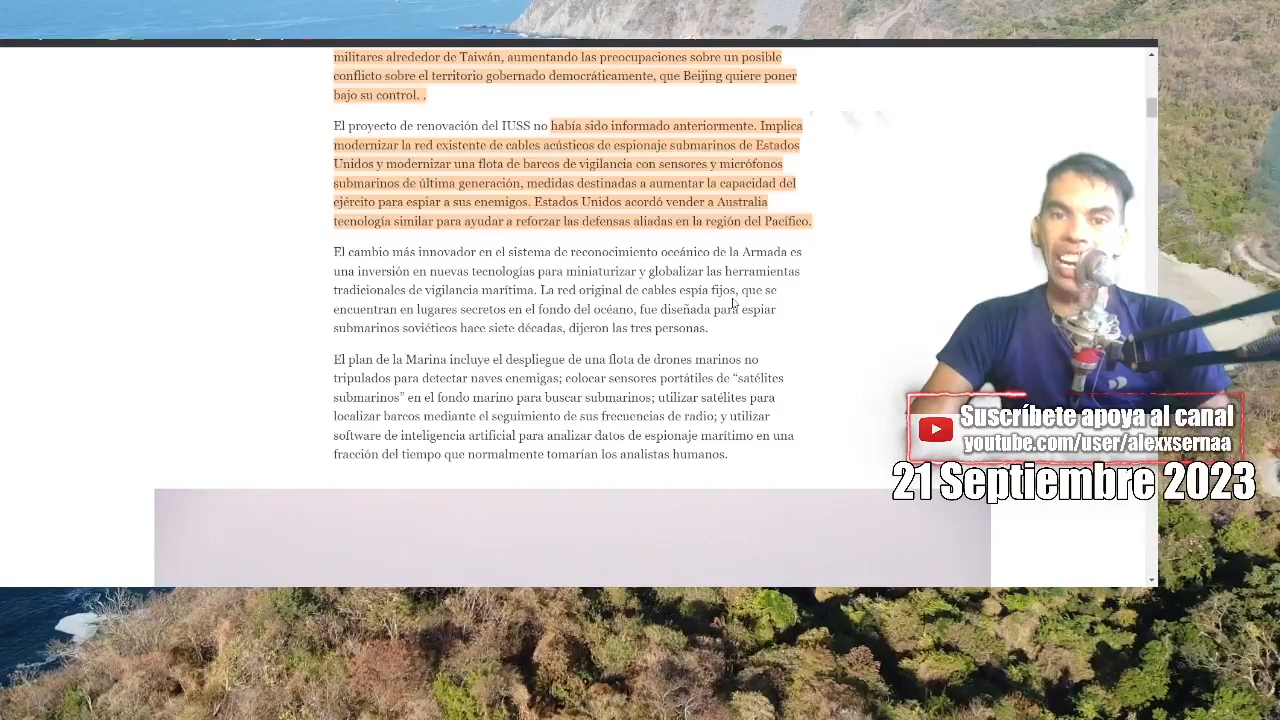 militares alrededor de Taiwán, aumentando las preocupaciones sobre un posible
conflicto sobre el territorio gobernado democráticamente, que Beijing quiere poner
bajo su control. .
El proyecto de renovación del IUSS no había sido informado anteriormente. Implica
modernizar la red existente de cables acústicos de espionaje submarinos de Estados
Unidos y modernizar una flota de barcos de vigilancia con sensores y micrófonos
submarinos de última generación, medidas destinadas a aumentar la capacidad del
ejército para espiar a sus enemigos. Estados Unidos acordó vender a Australia
tecnología similar para ayudar a reforzar las defensas aliadas en la región del Pacífico.
El cambio más innovador en el sistema de reconocimiento oceánico de la Armada es
una inversión en nuevas tecnologías para miniaturizar y globalizar las herramientas
tradicionales de vigilancia marítima. La red original de cables espía fijos, que se
encuentran en lugares secretos en el fondo del océano, fue diseñada para espiar
submarinos soviéticos hace siete décadas, dijeron las tres personas.
El plan de la Marina incluye el despliegue de una flota de drones marinos no
tripulados para detectar naves enemigas; colocar sensores portátiles de “satélites
submarinos” en el fondo marino para buscar submarinos; utilizar satélites para
localizar barcos mediante el seguimiento de sus frecuencias de radio; y utilizar
software de inteligencia artificial para analizar datos de espionaje marítimo en una
fracción del tiempo que normalmente tomarían los analistas humanos.
Suscríbete apoya al canal
youtube.com/user/alexxsernaa
21 Septiembre 2023